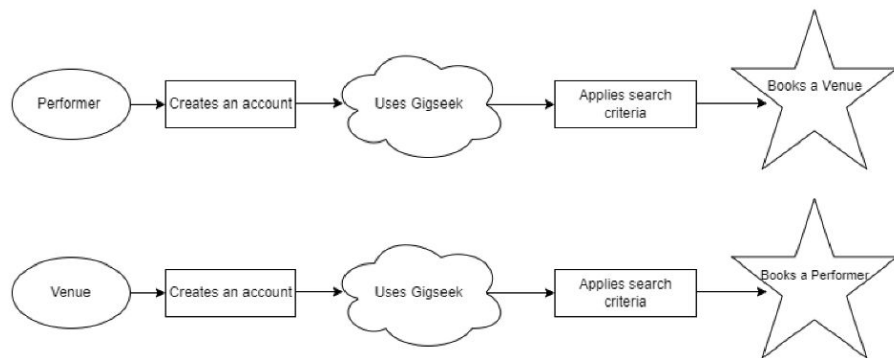 Performer
Creates an account
Uses Gigseek
Applies search
criteria
Books a Venue
Venue
Creates an account
Uses Gigseek
Applies search
criteria
Books a Performer